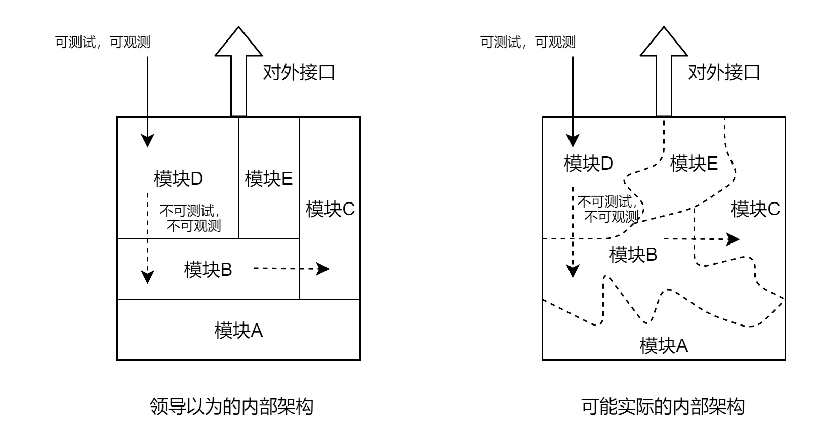 可测试，可观测
对外接口
模块D
模块E
不可测试，
不可观测
模块C
模块B
模块A
领导以为的内部架构
可测试，可观测
对外接口
模块D
模块E
不可测试，
不可观测
模块C
模块B
模块A
可能实际的内部架构